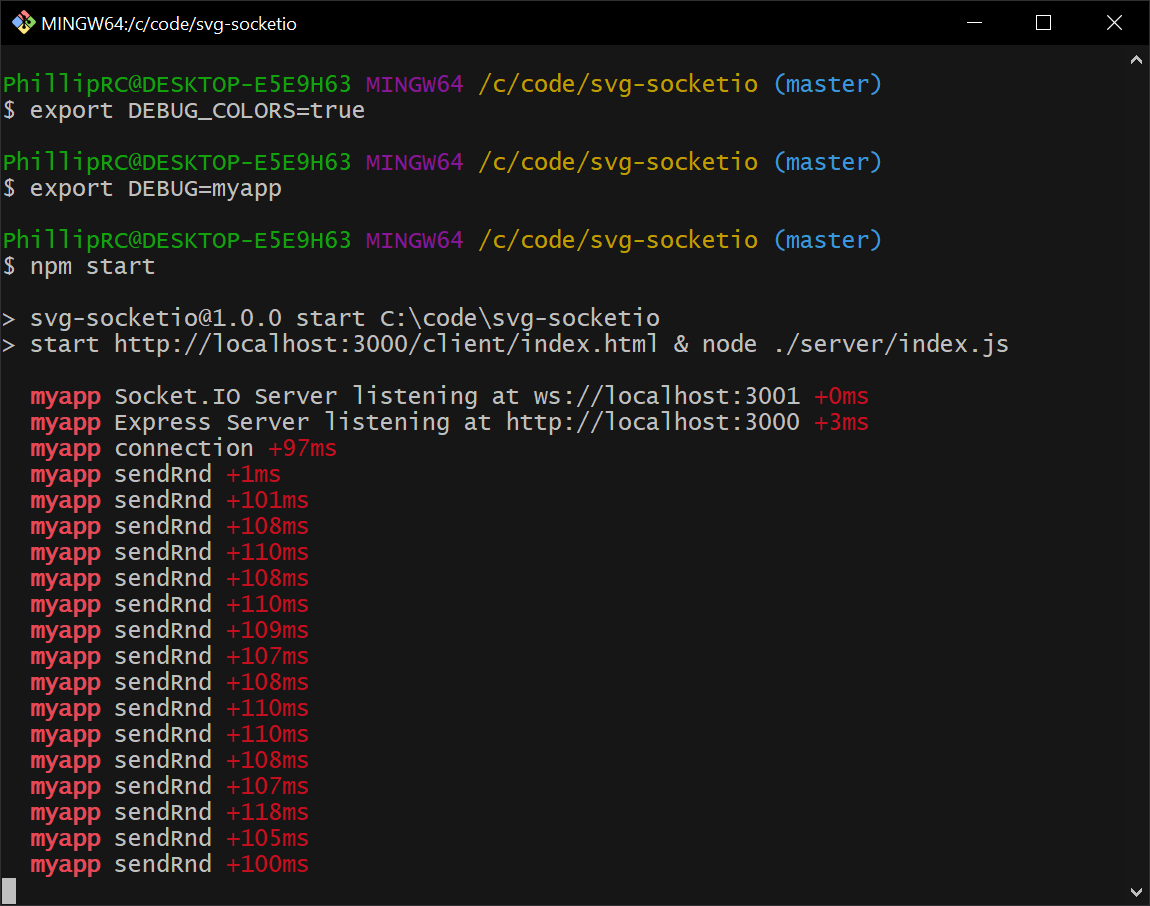 MINGW64:/c/code/svg-socketio
PhillipRC@DESKTOP-E5E9H63 MINGW64 /c/code/svg-socketio (master)
$ export DEBUG_COLORS=true
PhillipRC@DESKTOP-E5E9H63 MINGW64 /c/code/svg-socketio (master)
$ export DEBUG=myapp
PhillipRC@DESKTOP-E5E9H63 MINGW64 /c/code/svg-socketio (master)
$ npm start
> svg-socketio@1.0.0 start C:\code\svg-socketio
> start http://localhost:3000/client/index.html & node ./server/index.js
myapp Socket.IO Server listening at ws://localhost:3001 +0ms
myapp Express Server listening at http://localhost:3000 +3ms
myapp connection +97ms
myapp sendRnd +1ms
myapp sendRnd +101ms
myapp sendRnd +108ms
myapp sendRnd +110ms
myapp sendRnd +108ms
myapp sendRnd +110ms
myapp sendRnd +109ms
myapp sendRnd +107ms
myapp sendRnd +108ms
myapp sendRnd +110ms
myapp sendRnd +110ms
myapp sendRnd +108ms
myapp sendRnd +107ms
myapp sendRnd +118ms
myapp sendRnd +105ms
myapp sendRnd +100ms